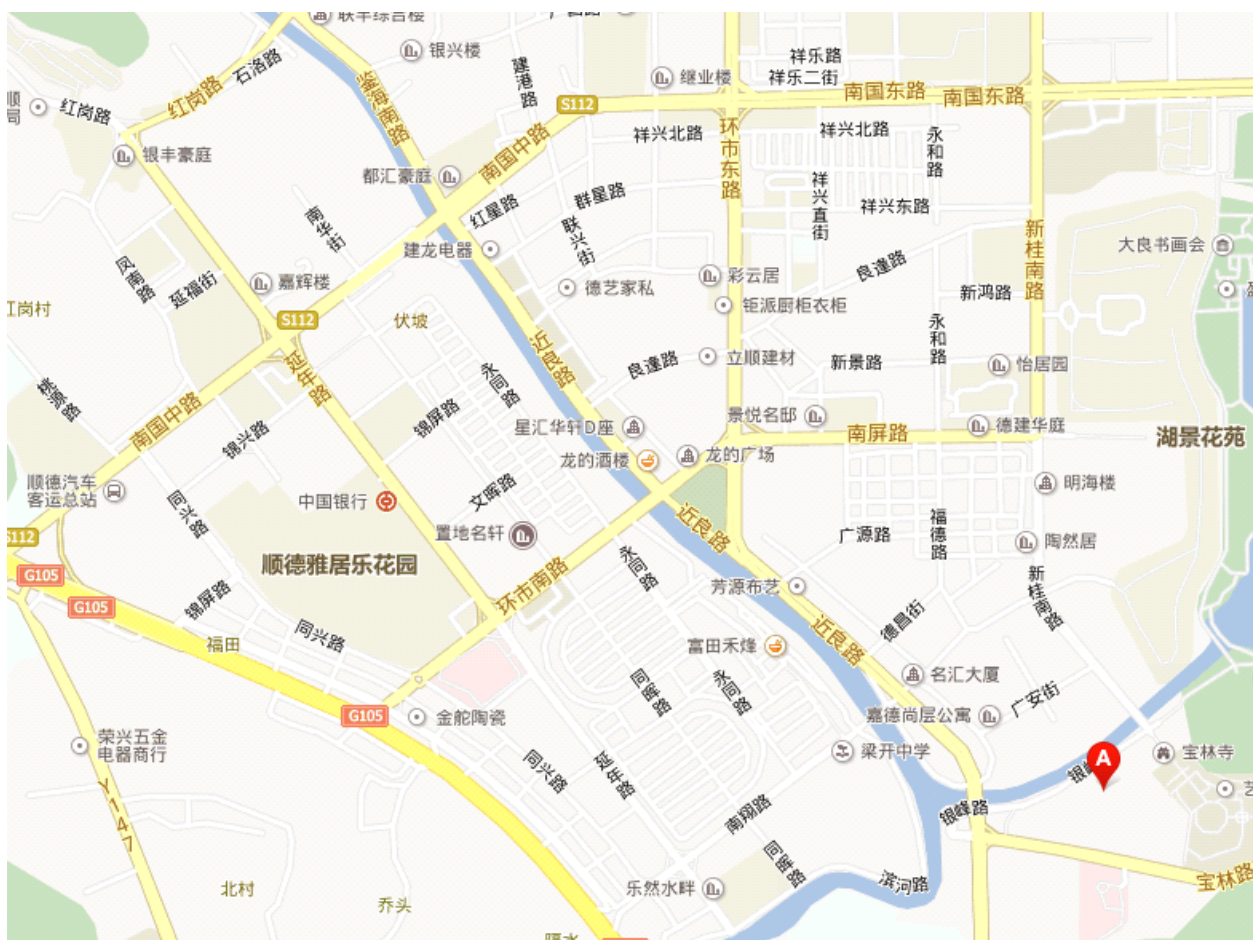 联丰综合楼
银兴楼
石洛路
建港路
继业楼
祥乐路
祥乐二街
红岗路
鉴海南路
S112
南国东路
南国东路
红岗路
银丰豪庭
南国中路
祥兴北路
祥兴北路
环市东路
永和路
都汇豪庭
红星路
群星路
祥兴直街
祥兴东路
南华街
联兴街
建龙电器
新桂南路
大良书画会
凤南路
延福街
嘉辉楼
德艺家私
彩云居
良逢路
钜派厨柜衣柜
新鸿路
红岗村
S112
伏坡
近良路
永和路
延年路
良逢路
立顺建材
新景路
怡居园
桃源路
永同路
锦屏路
南国中路
锦兴路
星汇华轩D座
景悦名邸
南屏路
德建华庭
湖景花苑
龙的酒楼
龙的广场
顺德汽车
客运总站
同兴路
中国银行
文晖路
明海楼
置地名轩
近良路
广源路
福德路
陶然居
S112
G105
G105
顺德雅居乐花园
环市南路
永同路
芳源布艺
新桂南路
锦屏路
同兴路
福田
德昌街
近良路
富田禾烽
同晖路
永同路
名汇大厦
广安街
G105
金舵陶瓷
嘉德尚层公寓
荣兴五金
电器商行
Y147
同兴路
延年路
梁开中学
A
宝林寺
南翔路
银峰路
同晖路
滨河路
宝林路
北村
乔头
乐然水畔